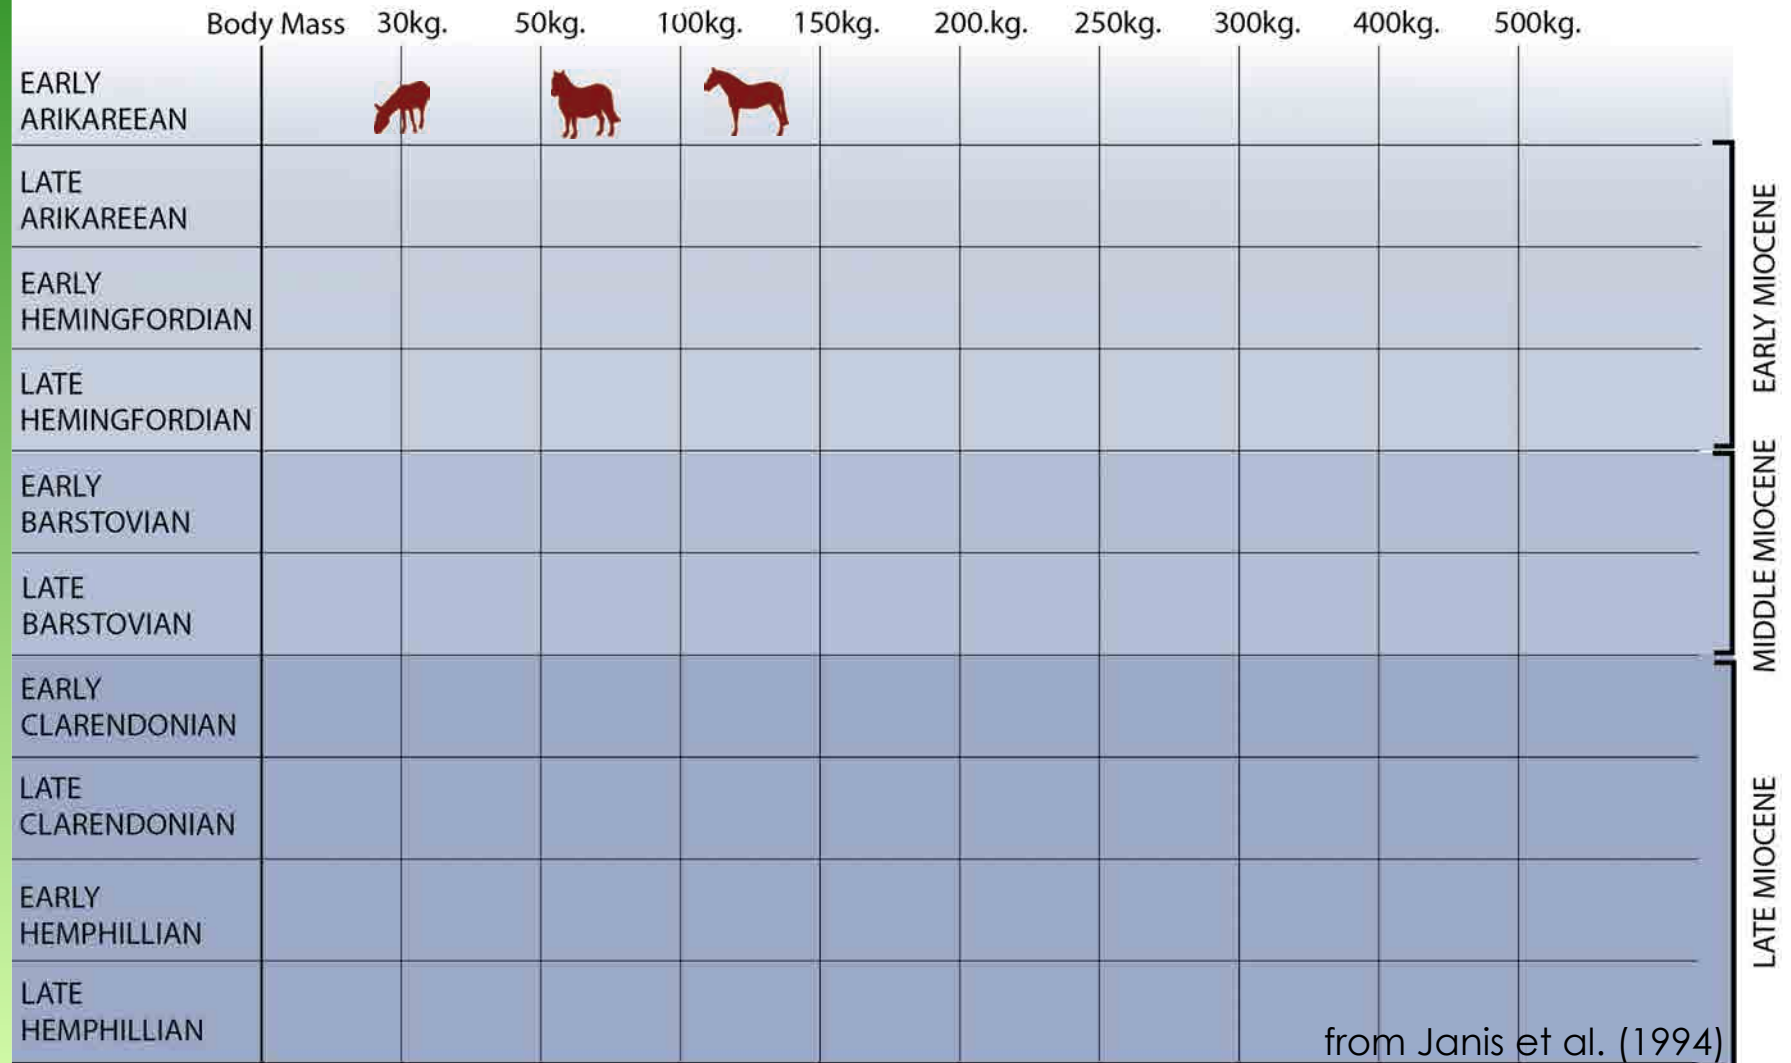 Body Mass 30kg. 50kg. 100kg. 150kg. 200.kg. 250kg. 300kg. 400kg. 500kg.
EARLY
ARIKAREEAN
LATE
ARIKAREEAN
EARLY
HEMINGFORDIAN
LATE
HEMINGFORDIAN
EARLY
BARSTOVIAN
LATE
BARSTOVIAN
EARLY
CLARENDONIAN
LATE
CLARENDONIAN
EARLY
HEMPHILLIAN
LATE
HEMPHILLIAN
EARLY MIOCENE
MIDDLE MIOCENE
LATE MIOCENE
from Janis et al. (1994)